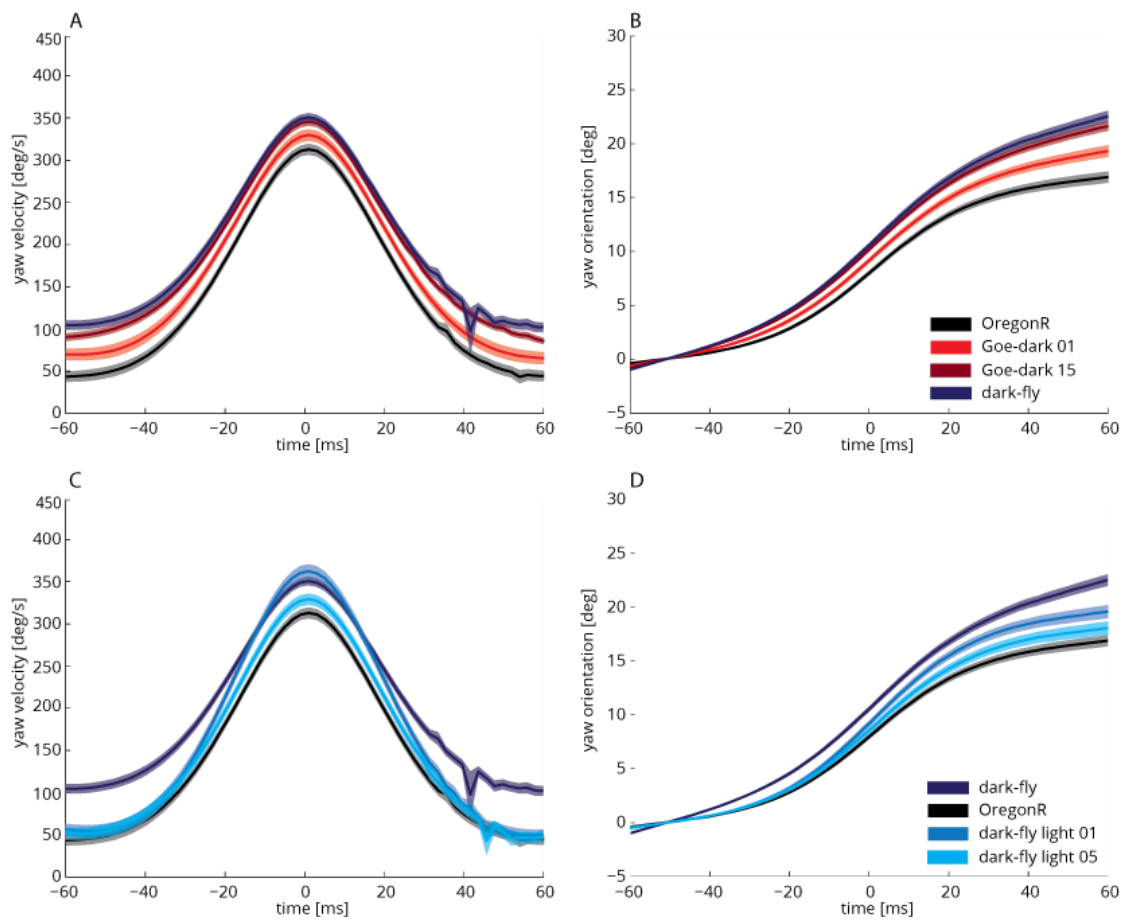 A
450
400
350
300
250
200
150
100
50
0
yaw velocity [deg/s]
−60 −40 −20 0 20 40 60
time [ms]
B
30
25
20
15
10
5
0
−5
yaw orientation [deg]
OregonR
Goe-dark 01
Goe-dark 15
dark-fly
−60 −40 −20 0 20 40 60
time [ms]
C
450
400
350
300
250
200
150
100
50
0
yaw velocity [deg/s]
−60 −40 −20 0 20 40 60
time [ms]
D
30
25
20
15
10
5
0
−5
yaw orientation [deg]
dark-fly
OregonR
dark-fly light 01
dark-fly light 05
−60 −40 −20 0 20 40 60
time [ms]